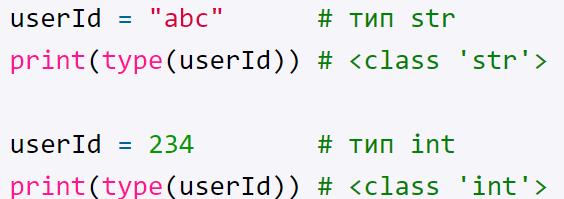 userId = "abc"      # тип str
print(type(userId)) # <class 'str'>
userId = 234        # тип int
print(type(userId)) # <class 'int'>